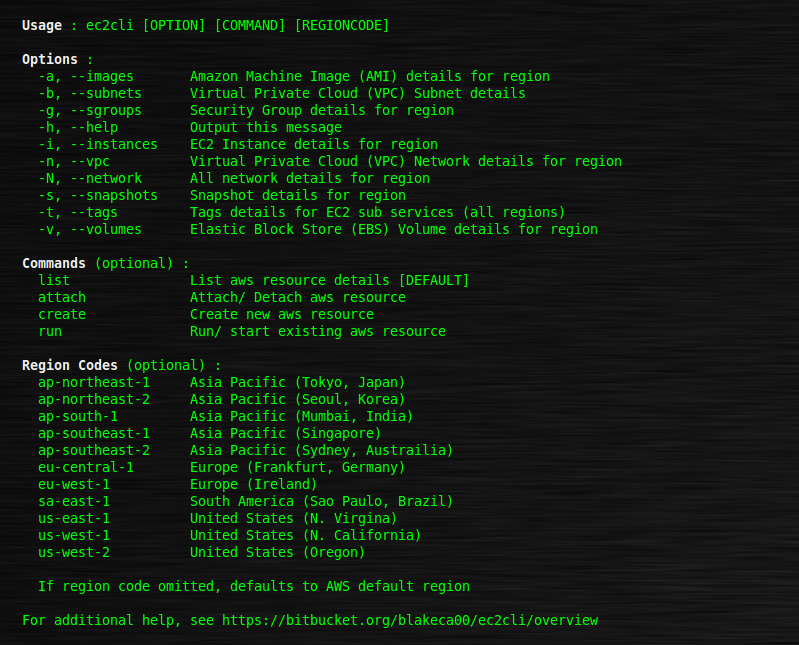 Usage : ec2cli [OPTION] [COMMAND] [REGIONCODE]
Options :
-a, --images Amazon Machine Image (AMI) details for region
-b, --subnets Virtual Private Cloud (VPC) Subnet details
-g, --sgroups Security Group details for region
-h, --help Output this message
-i, --instances EC2 Instance details for region
-n, --vpc Virtual Private Cloud (VPC) Network details for region
-N, --network All network details for region
-s, --snapshots Snapshot details for region
-t, --tags Tags details for EC2 sub services (all regions)
-v, --volumes Elastic Block Store (EBS) Volume details for region
Commands (optional) :
list List aws resource details [DEFAULT]
attach Attach/ Detach aws resource
create Create new aws resource
run Run/ start existing aws resource
Region Codes (optional) :
ap-northeast-1 Asia Pacific (Tokyo, Japan)
ap-northeast-2 Asia Pacific (Seoul, Korea)
ap-south-1 Asia Pacific (Mumbai, India)
ap-southeast-1 Asia Pacific (Singapore)
ap-southeast-2 Asia Pacific (Sydney, Austrailia)
eu-central-1 Europe (Frankfurt, Germany)
eu-west-1 Europe (Ireland)
sa-east-1 South America (Sao Paulo, Brazil)
us-east-1 United States (N. Virgina)
us-west-1 United States (N. California)
us-west-2 United States (Oregon)
If region code omitted, defaults to AWS default region
For additional help, see https://bitbucket.org/blakeca00/ec2cli/overview